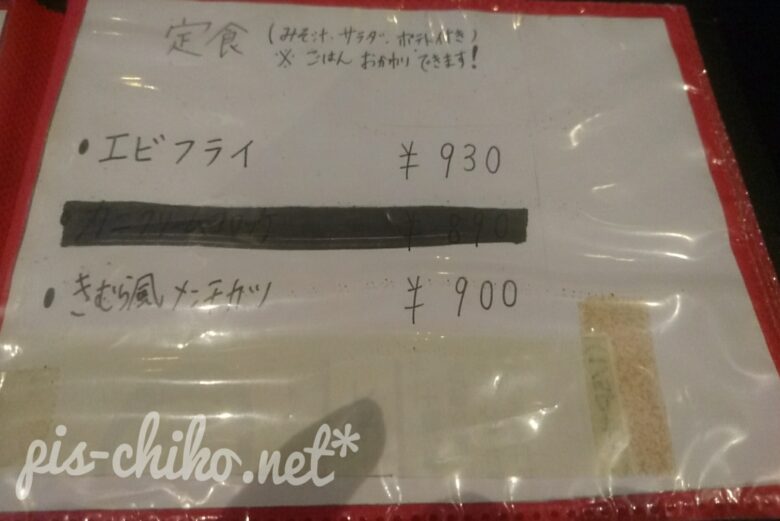 定食 (みそ汁、サラダ、ポテト付き)
※ ごはん おかわり できます!
• エビフライ ¥930
¥890
• きむら風 メンチカツ ¥900
pis-chiko.net*